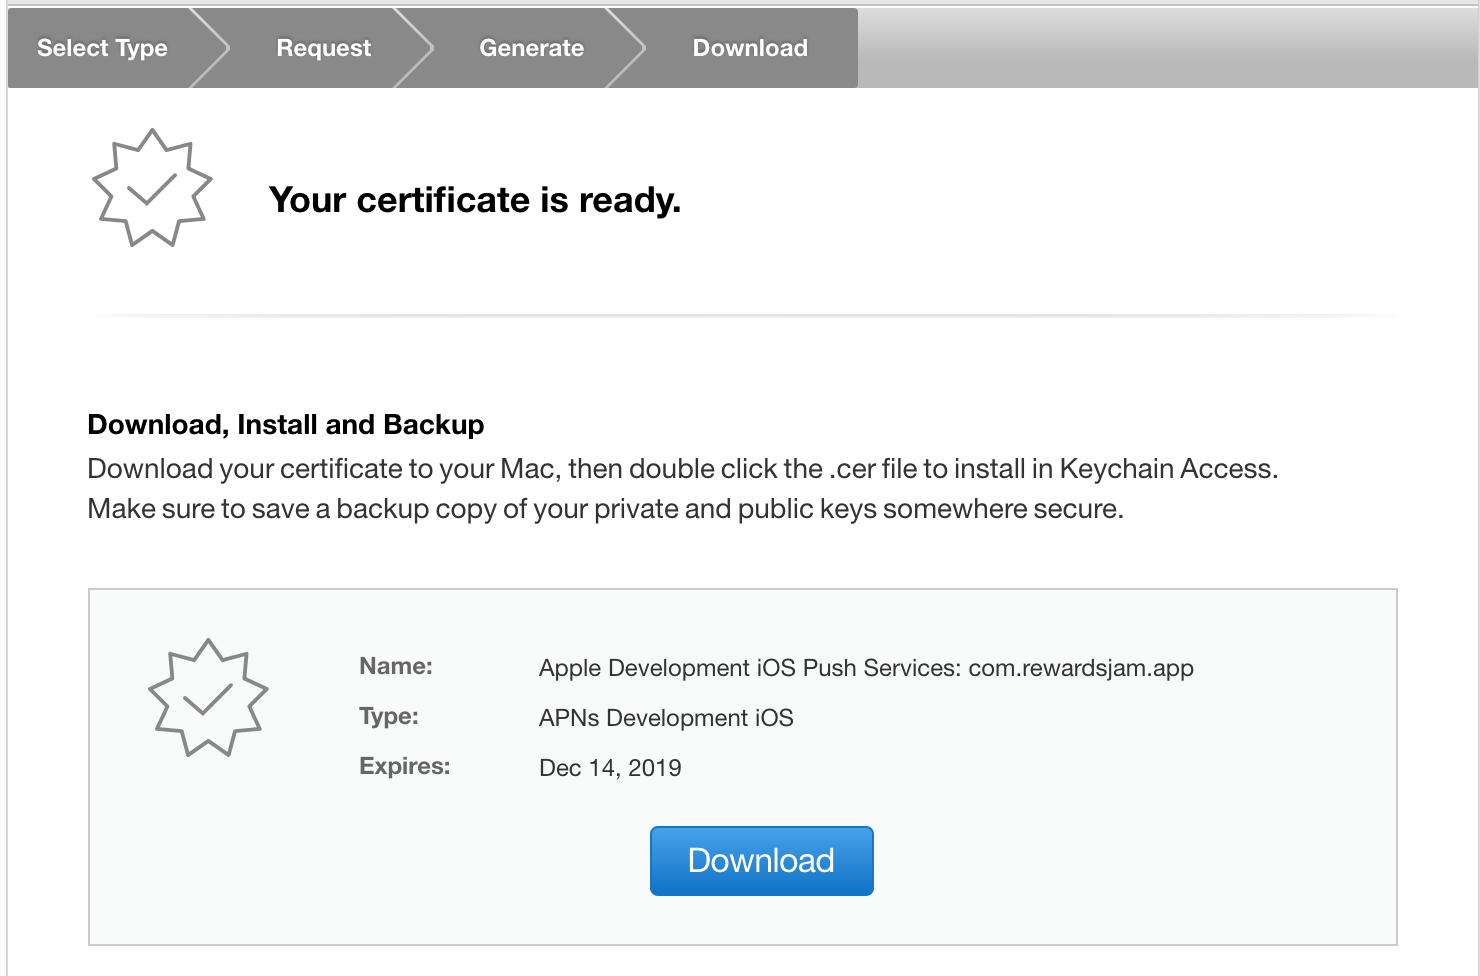 Select Type Request Generate Download
Your certificate is ready.
Download, Install and Backup
Download your certificate to your Mac, then double click the .cer file to install in Keychain Access.
Make sure to save a backup copy of your private and public keys somewhere secure.
Name: Apple Development iOS Push Services: com.rewardsjam.app
Type: APNs Development iOS
Expires: Dec 14, 2019
Download